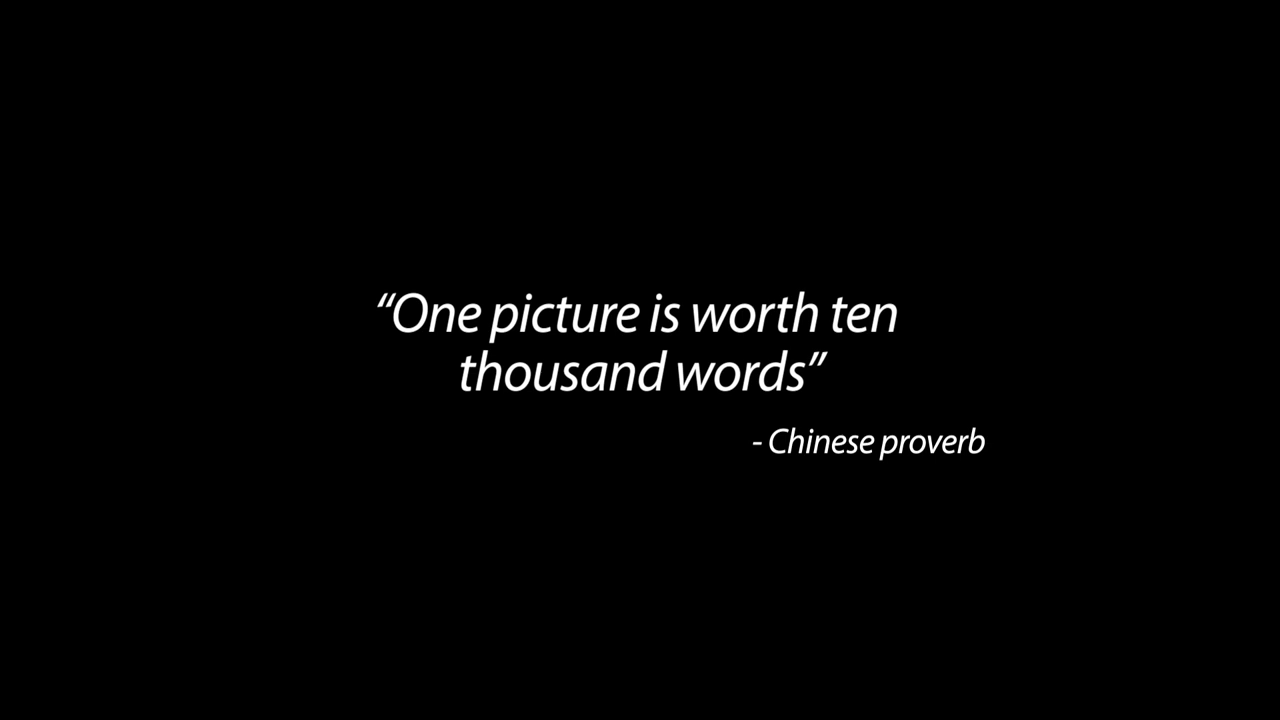 “One picture is worth ten
thousand words”
- Chinese proverb